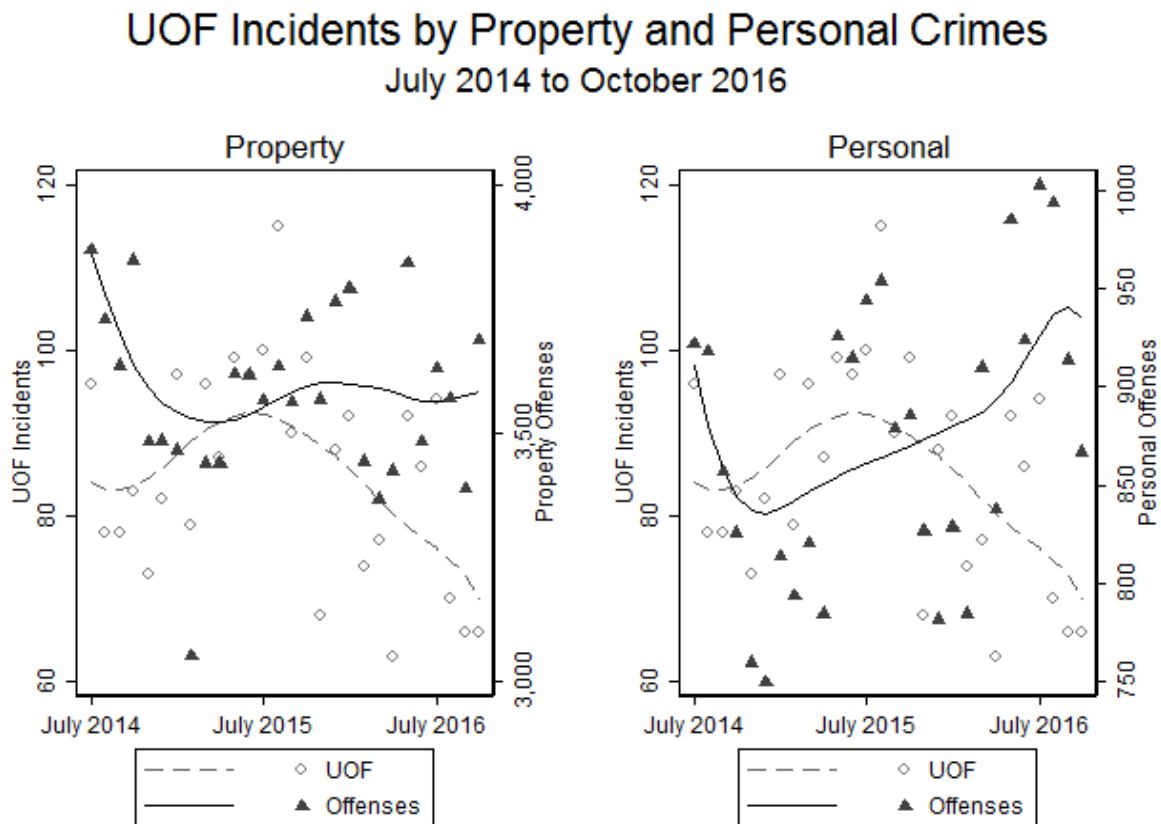 UOF Incidents by Property and Personal Crimes
July 2014 to October 2016
Property
120
100
80
60
UOF Incidents
4,000
3,500
3,000
Property Offenses
July 2014 July 2015 July 2016
UOF
Offenses
Personal
120
100
80
60
UOF Incidents
1000
950
900
850
800
750
Personal Offenses
July 2014 July 2015 July 2016
UOF
Offenses